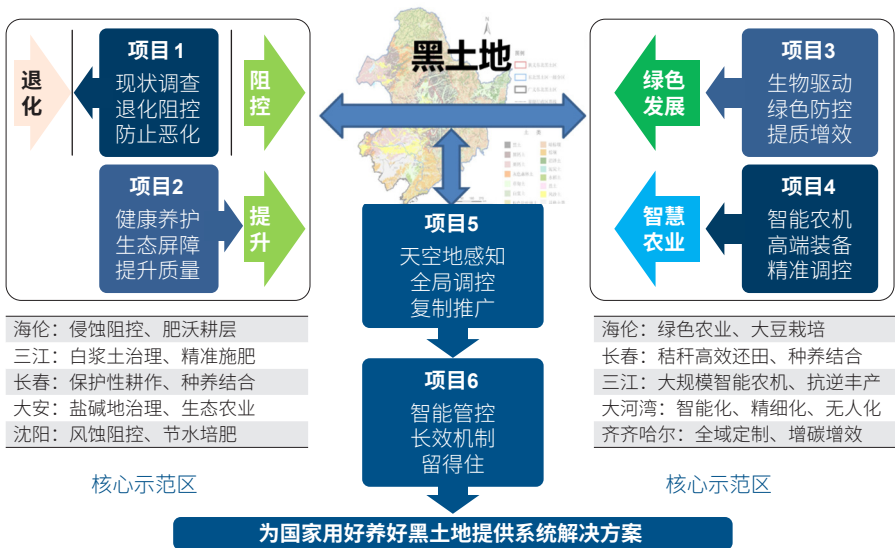 退化
项目1
现状调查
退化阻控
防止恶化
阻控
项目2
健康养护
生态屏障
提升质量
提升
黑土地
项目5
天空地感知
全局调控
复制推广
项目6
智能管控
长效机制
留得住
绿色
发展
项目3
生物驱动
绿色防控
提质增效
智慧
农业
项目4
智能农机
高端装备
精准调控
海伦：侵蚀阻控、肥沃耕层
三江：白浆土治理、精准施肥
长春：保护性耕作、种养结合
大安：盐碱地治理、生态农业
沈阳：风蚀阻控、节水培肥
核心示范区
海伦：绿色农业、大豆栽培
长春：秸秆高效还田、种养结合
三江：大规模智能农机、抗逆丰产
大河湾：智能化、精细化、无人化
齐齐哈尔：全域定制、增碳增效
核心示范区
为国家用好养好黑土地提供系统解决方案